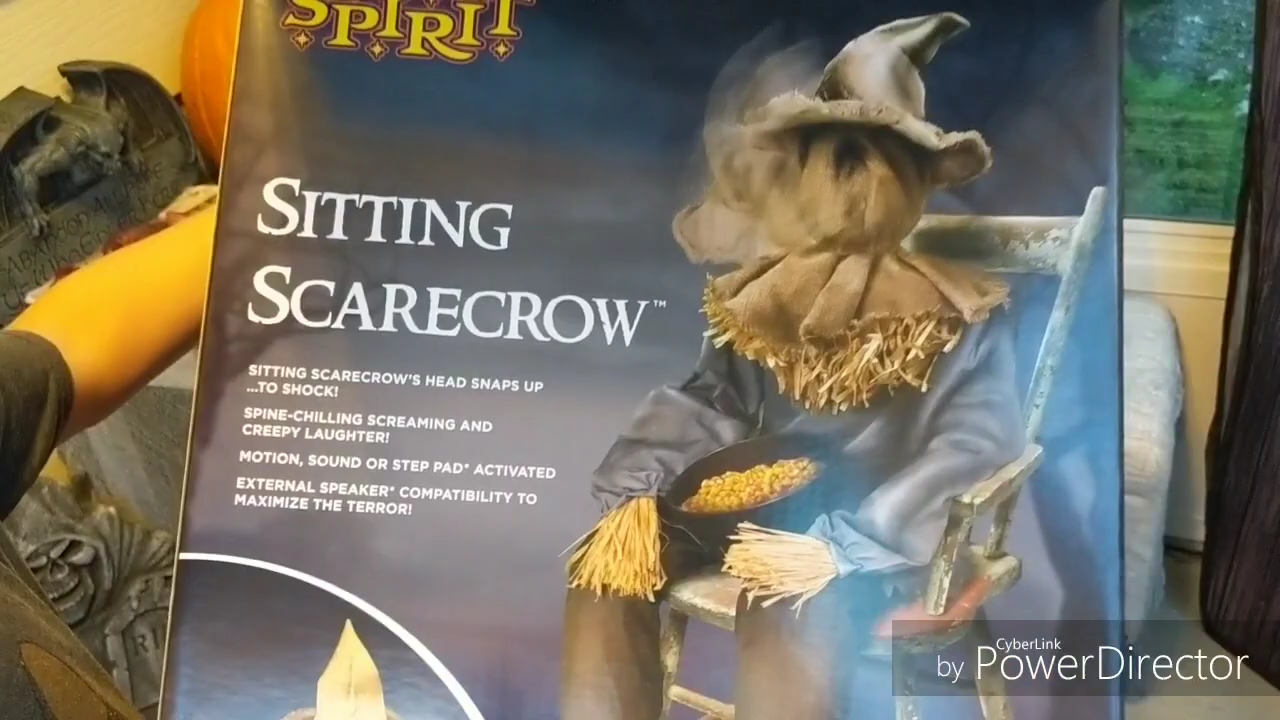 SPIRIT
SITTING
SCARECROW™
SITTING SCARECROW'S HEAD SNAPS UP
...TO SHOCK!
SPINE-CHILLING SCREAMING AND
CREEPY LAUGHTER!
MOTION, SOUND OR STEP PAD* ACTIVATED
EXTERNAL SPEAKER* COMPATIBILITY TO
MAXIMIZE THE TERROR!
CyberLink
by PowerDirector